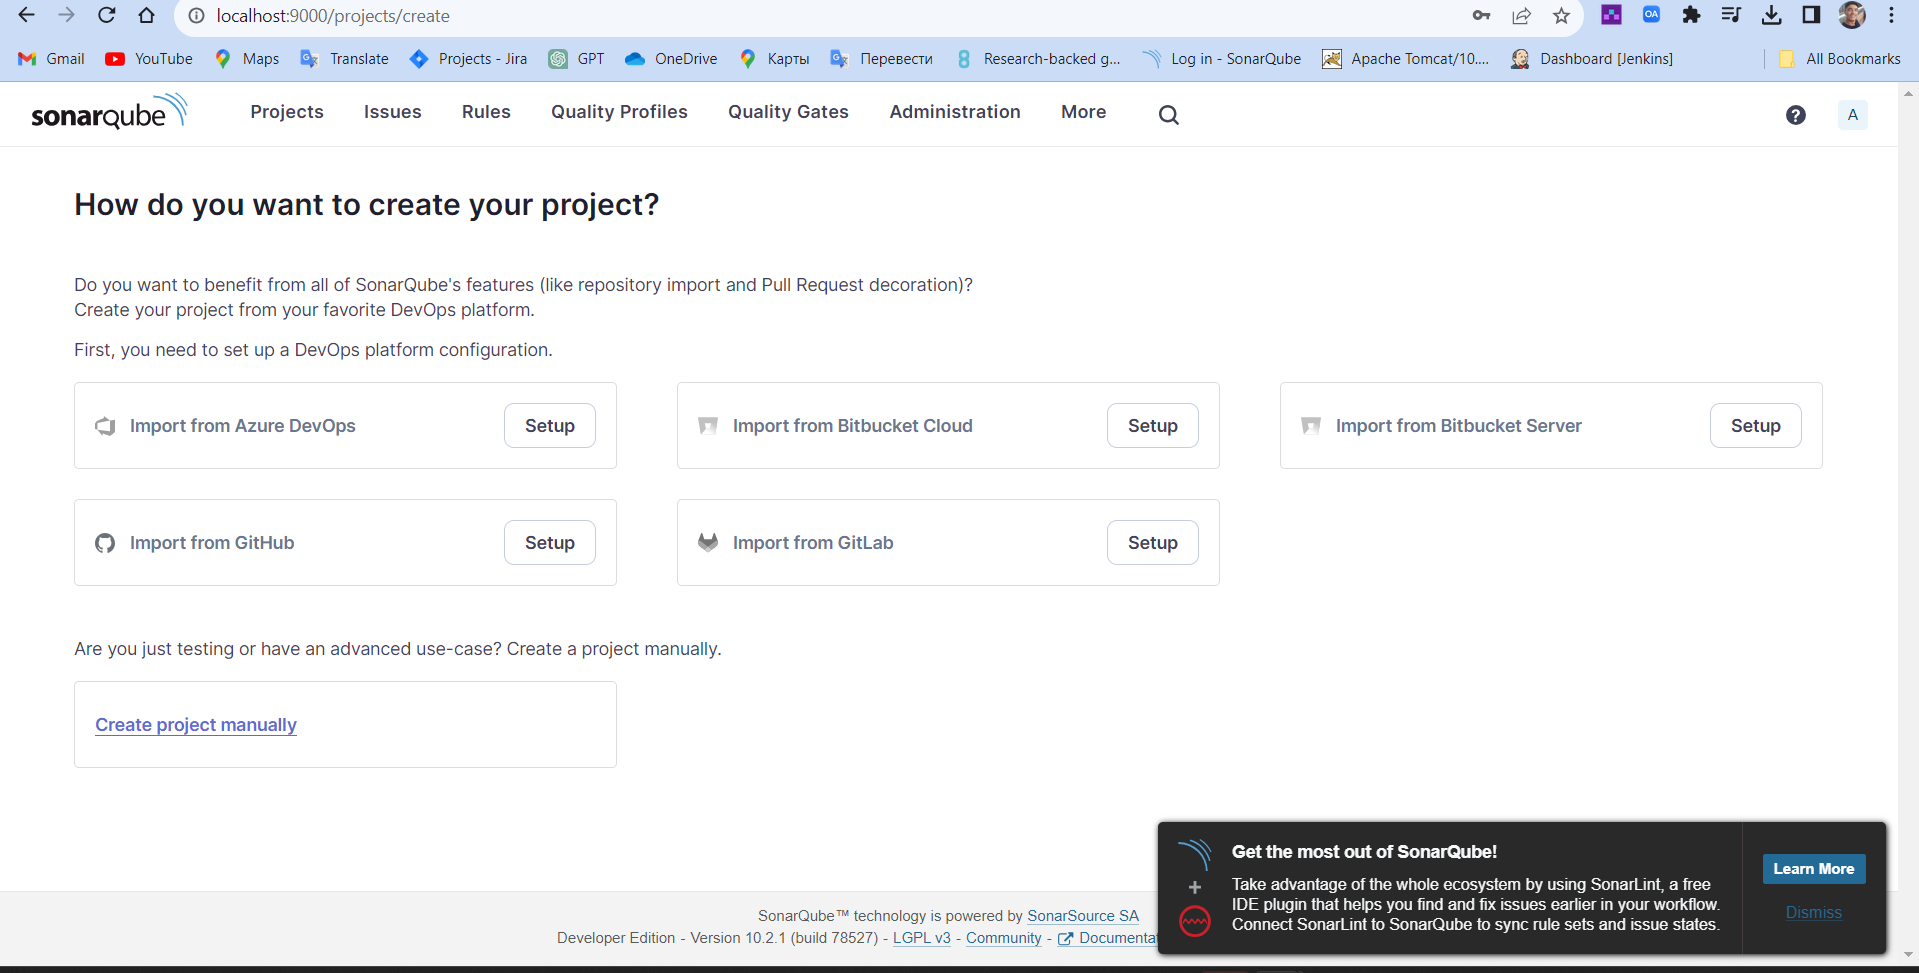 localhost:9000/projects/create
OA
Gmail YouTube Maps Translate Projects - Jira GPT OneDrive Карты Перевести Research-backed g... Log in - SonarQube Apache Tomcat/10.... Dashboard [Jenkins] All Bookmarks
sonarqube Projects Issues Rules Quality Profiles Quality Gates Administration More ? A
How do you want to create your project?
Do you want to benefit from all of SonarQube's features (like repository import and Pull Request decoration)?
Create your project from your favorite DevOps platform.
First, you need to set up a DevOps platform configuration.
Import from Azure DevOps Setup Import from Bitbucket Cloud Setup Import from Bitbucket Server Setup
Import from GitHub Setup Import from GitLab Setup
Are you just testing or have an advanced use-case? Create a project manually.
Create project manually
Get the most out of SonarQube!
Take advantage of the whole ecosystem by using SonarLint, a free
IDE plugin that helps you find and fix issues earlier in your workflow.
Connect SonarLint to SonarQube to sync rule sets and issue states.
Learn More
Dismiss
SonarQube™ technology is powered by SonarSource SA
Developer Edition - Version 10.2.1 (build 78527) - LGPL v3 - Community - Documentat